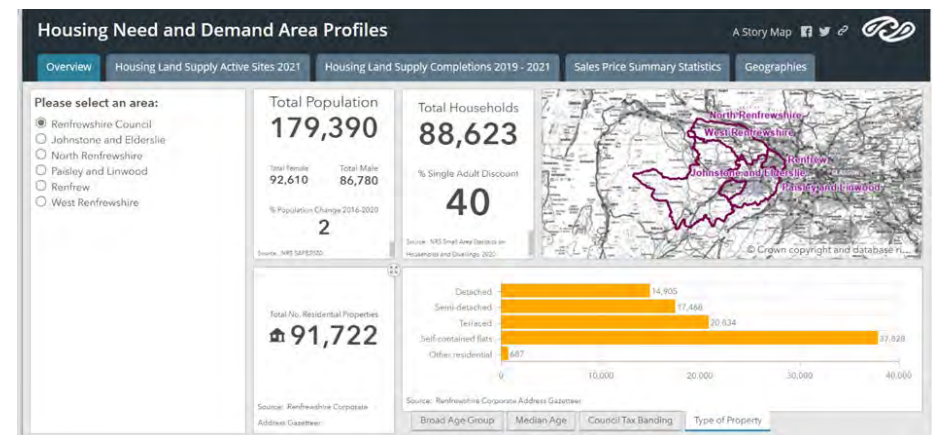 Housing Need and Demand Area Profiles
A Story Map
Overview
Housing Land Supply Active Sites 2021
Housing Land Supply Completions 2019 - 2021
Sales Price Summary Statistics
Geographies
Please select an area:
Renfrewshire Council
Johnstone and Elderslie
North Renfrewshire
Paisley and Linwood
Renfrew
West Renfrewshire
Total Population
179,390
Total Female
Total Male
92,610
86,780
% Population Change 2016-2020
2
Source: NRS SAPE2020
Total Households
88,623
% Single Adult Discount
40
Source: NRS Small Area Statistics on
Households and Dwellings, 2020
North Renfrewshire
West Renfrewshire
Renfrew
Johnstone and Elderslie
Paisley and Linwood
© Crown copyright and database ri...
Total No. Residential Properties
91,722
Source: Renfrewshire Corporate
Address Gazetteer
Detached
14,905
Semi-detached
17,468
Terraced
20,834
Self-contained flats
37,828
Other residential
687
0
10,000
20,000
30,000
40,000
Source: Renfrewshire Corporate Address Gazetteer
Broad Age Group
Median Age
Council Tax Banding
Type of Property